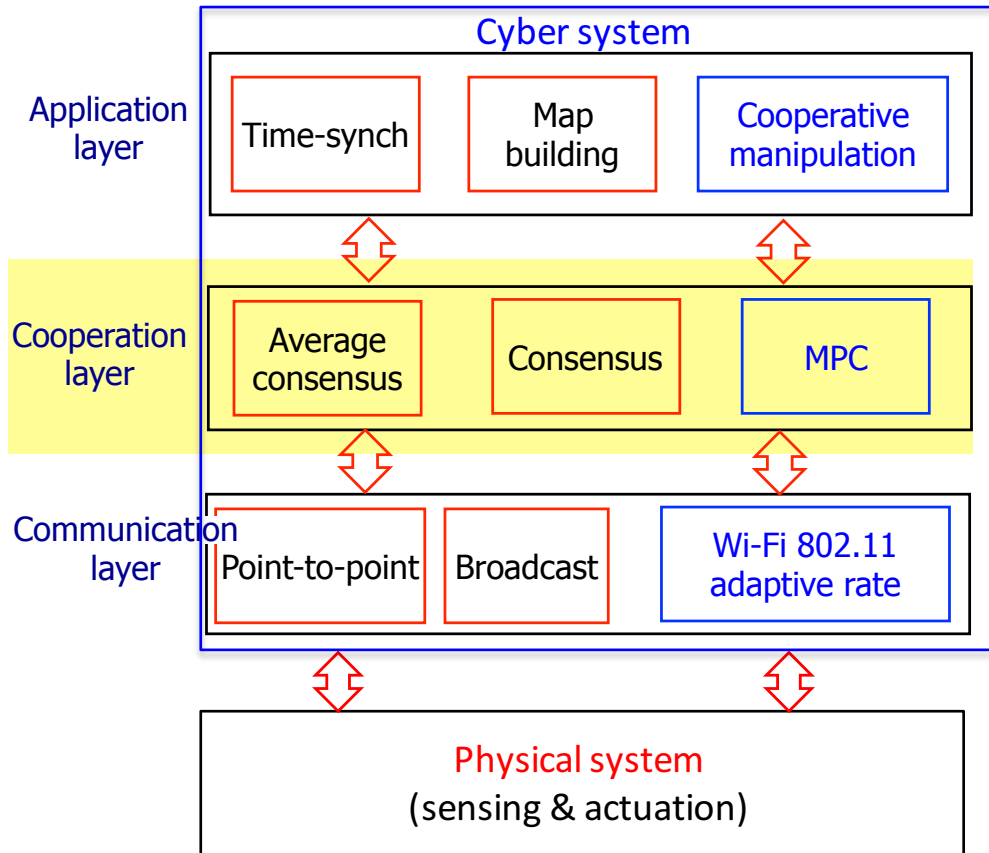 Cyber system
Application
layer
Time-synch
Map
building
Cooperative
manipulation
Cooperation
layer
Average
consensus
Consensus
MPC
Communication
layer
Point-to-point
Broadcast
Wi-Fi 802.11
adaptive rate
Physical system
(sensing & actuation)